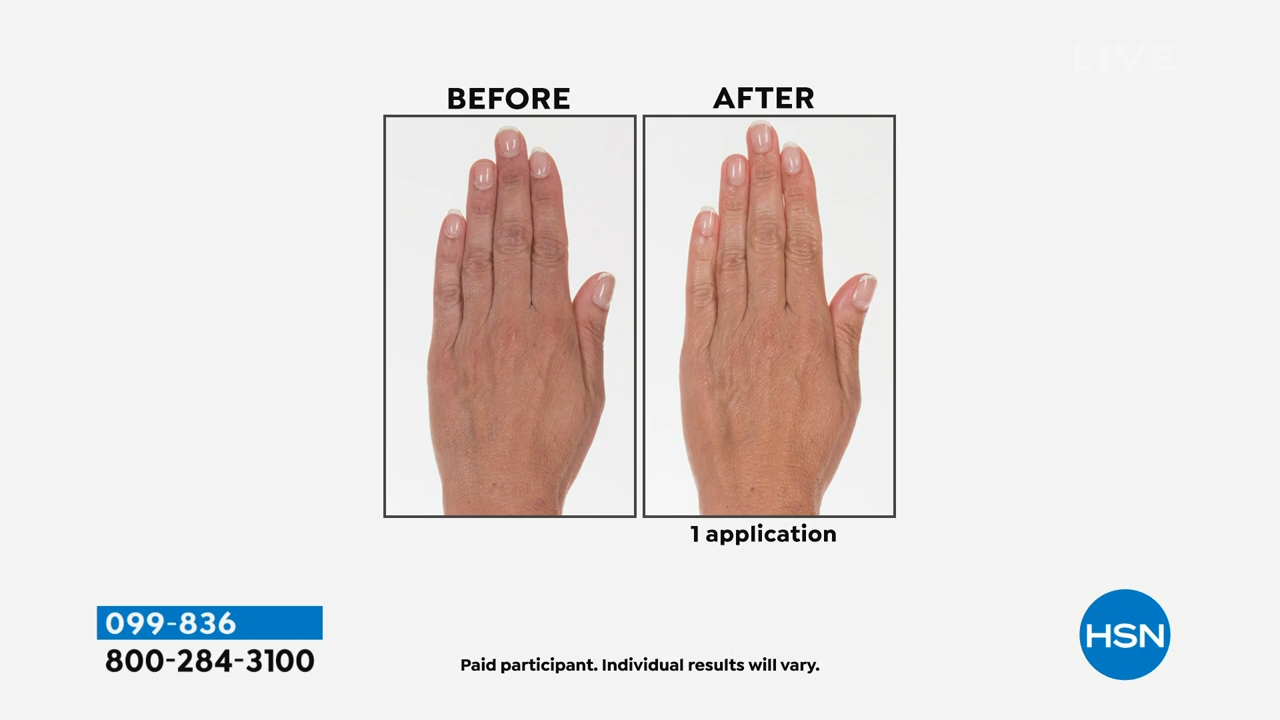 LIVE
BEFORE
AFTER
1 application
099-836
800-284-3100
Paid participant. Individual results will vary.
HSN